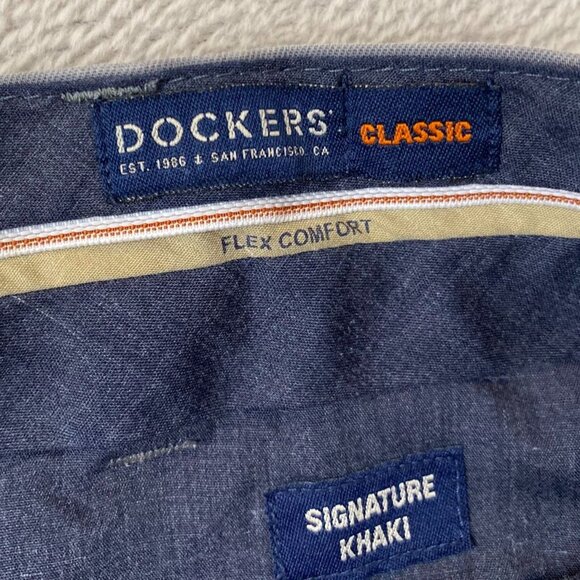 DOCKERS
EST. 1986 ⚓ SAN FRANCISCO, CA
CLASSIC
FLEX COMFORT
SIGNATURE
KHAKI